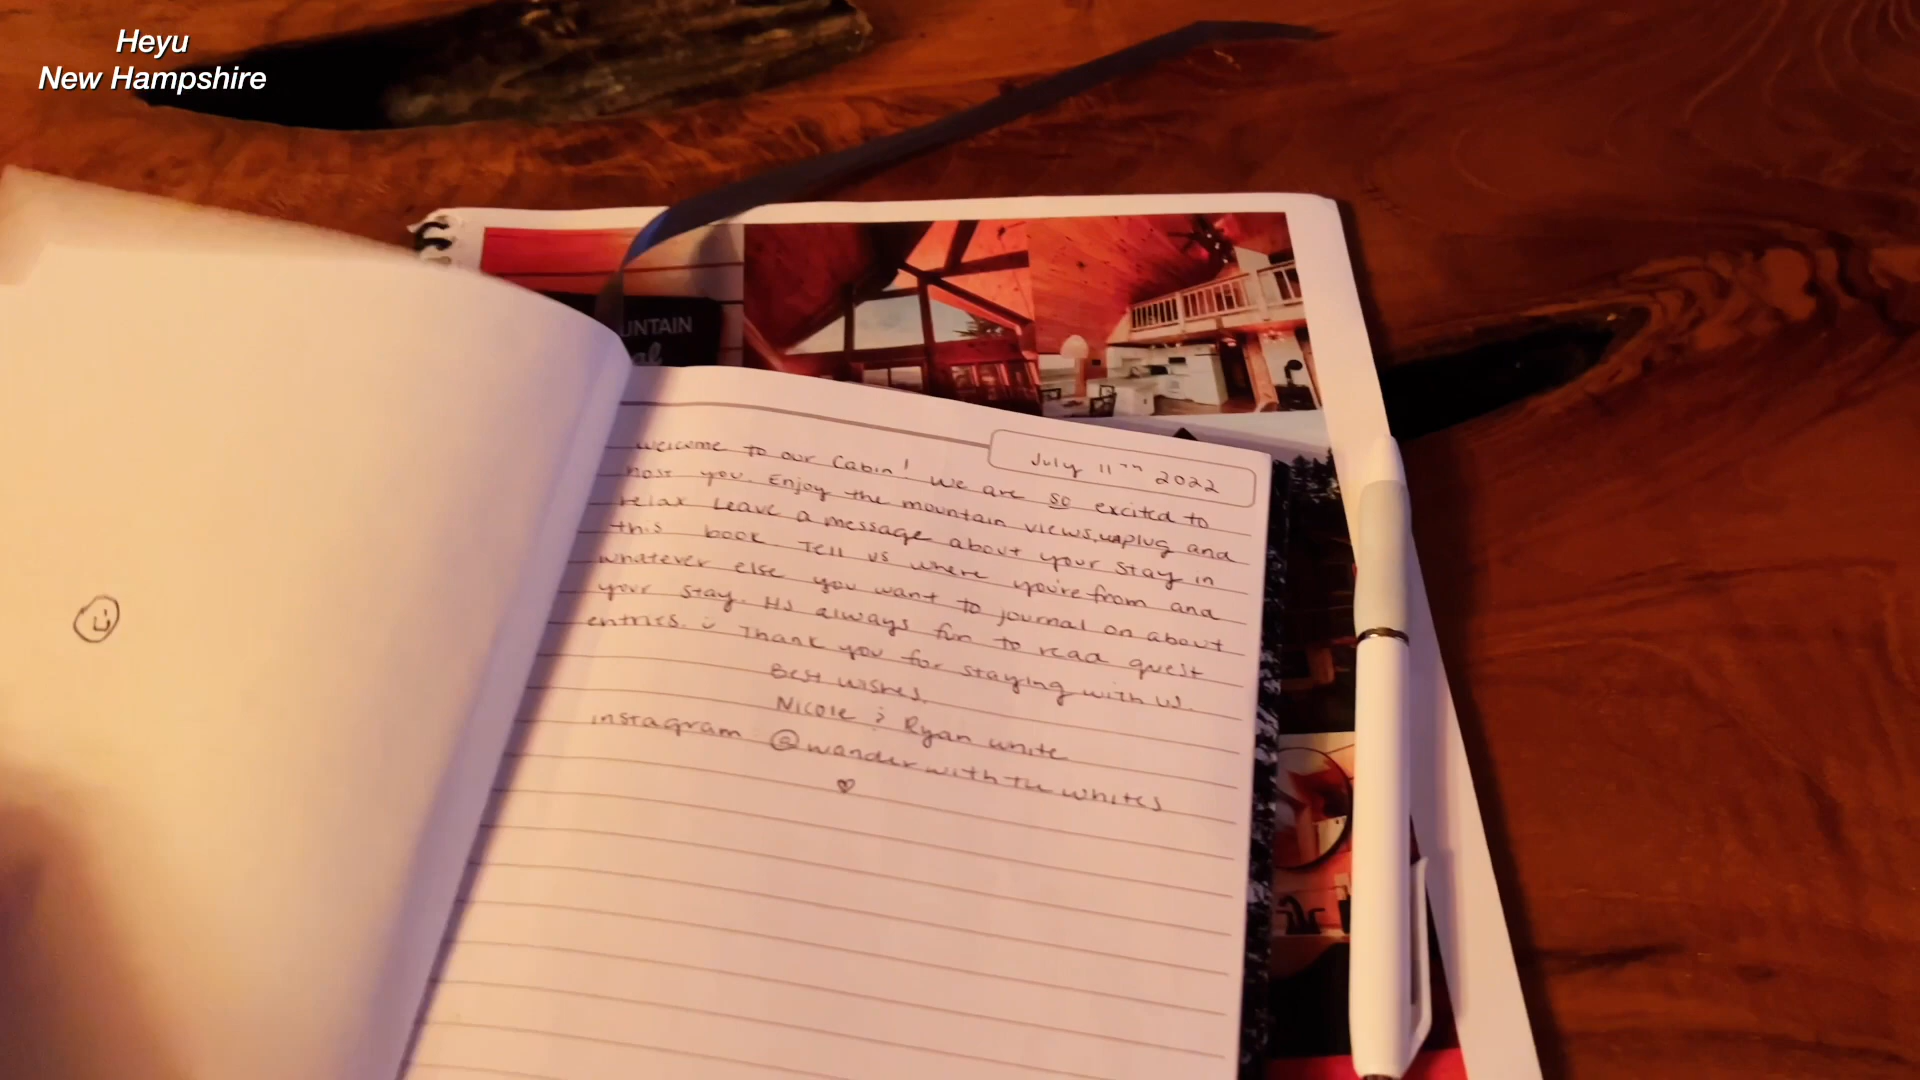 Heyu
New Hampshire
UNTAIN
al
July 11th 2022
Welcome to our cabin! We are so excited to
host you. Enjoy the mountain views, unplug and
relax Leave a message about your stay in
this book Tell us where you're from and
whatever else you want to journal on about
your stay. Its always fun to read guest
entries. Thank you for staying with us.
Best wishes,
Nicole & Ryan White
instagram @wanderwiththewhites